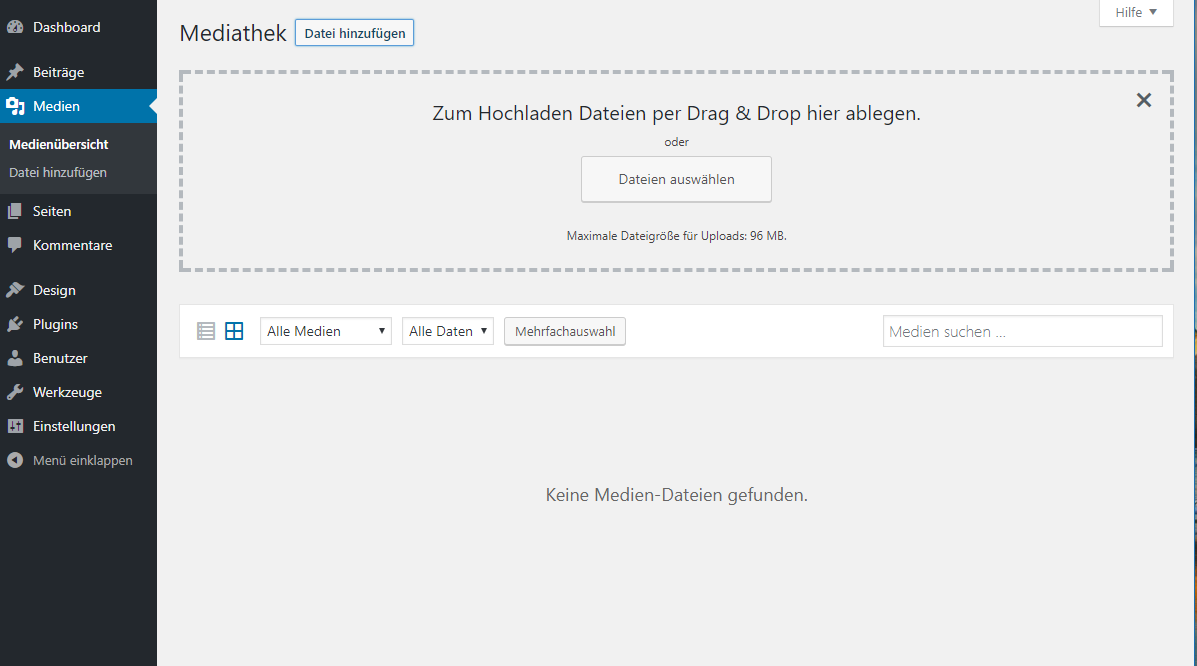 Dashboard
Beiträge
Medien
Medienübersicht
Datei hinzufügen
Seiten
Kommentare
Design
Plugins
Benutzer
Werkzeuge
Einstellungen
Menü einklappen
Hilfe
Mediathek Datei hinzufügen
Zum Hochladen Dateien per Drag & Drop hier ablegen.
oder
Dateien auswählen
Maximale Dateigröße für Uploads: 96 MB.
Alle Medien Alle Daten Mehrfachauswahl Medien suchen ...
Keine Medien-Dateien gefunden.